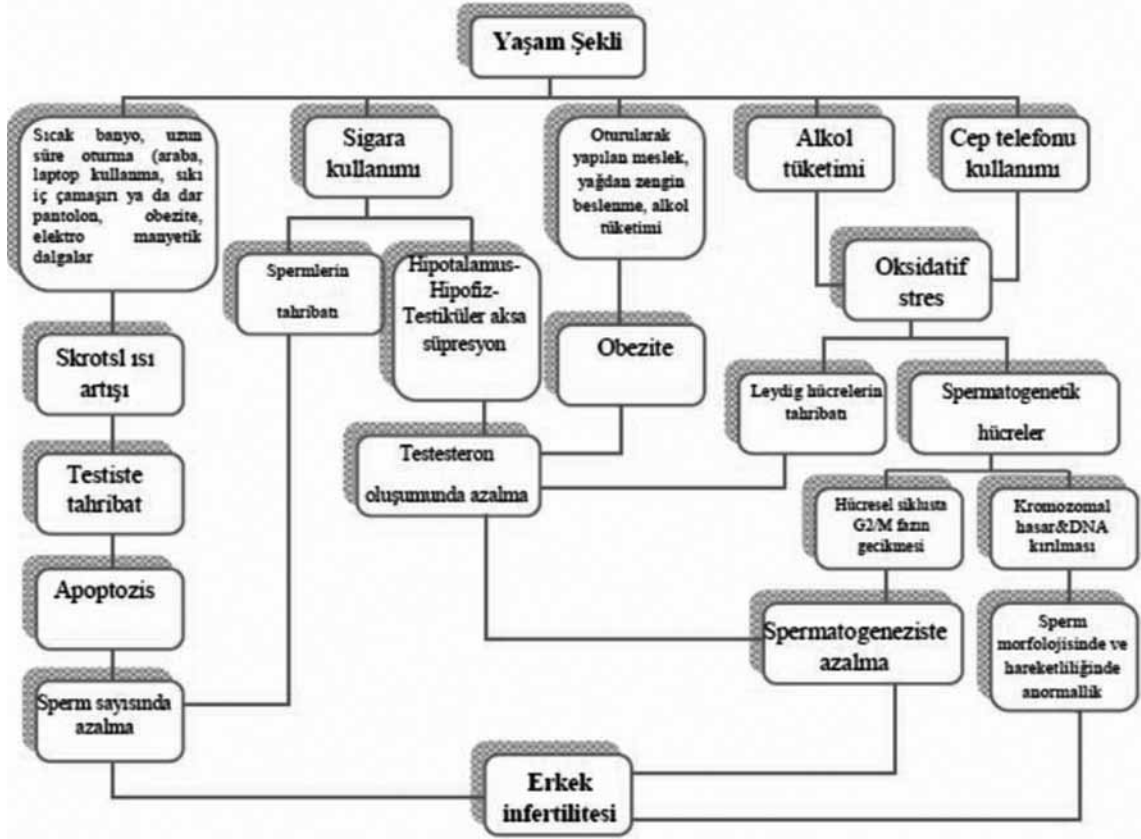 Yaşam Şekli
Sıcak banyo, uzun
süre oturma (araba,
laptop kullanma, sıkı
iç çamaşırı ya da dar
pantolon, obezite,
elektro manyetik
dalgalar
Sigara
kullanımı
Oturularak
yapılan meslek,
yağdan zengin
beslenme, alkol
tüketimi
Alkol
tüketimi
Cep telefonu
kullanımı
Spermlerin
tahribatı
Hipotalamus-
Hipofiz-
Testiküler aksa
süpresyon
Oksidatif
stres
Skrotsl ısı
artışı
Obezite
Leydig hücrelerin
tahribatı
Spermatogenetik
hücreler
Testiste
tahribat
Testesteron
oluşumunda azalma
Hücresel siklusta
G2/M fazın
gecikmesi
Kromozomal
hasar&DNA
kırılması
Apoptozis
Spermatogeneziste
azalma
Sperm
morfolojisinde ve
hareketliliğinde
anormallik
Sperm sayısında
azalma
Erkek
infertilitesi